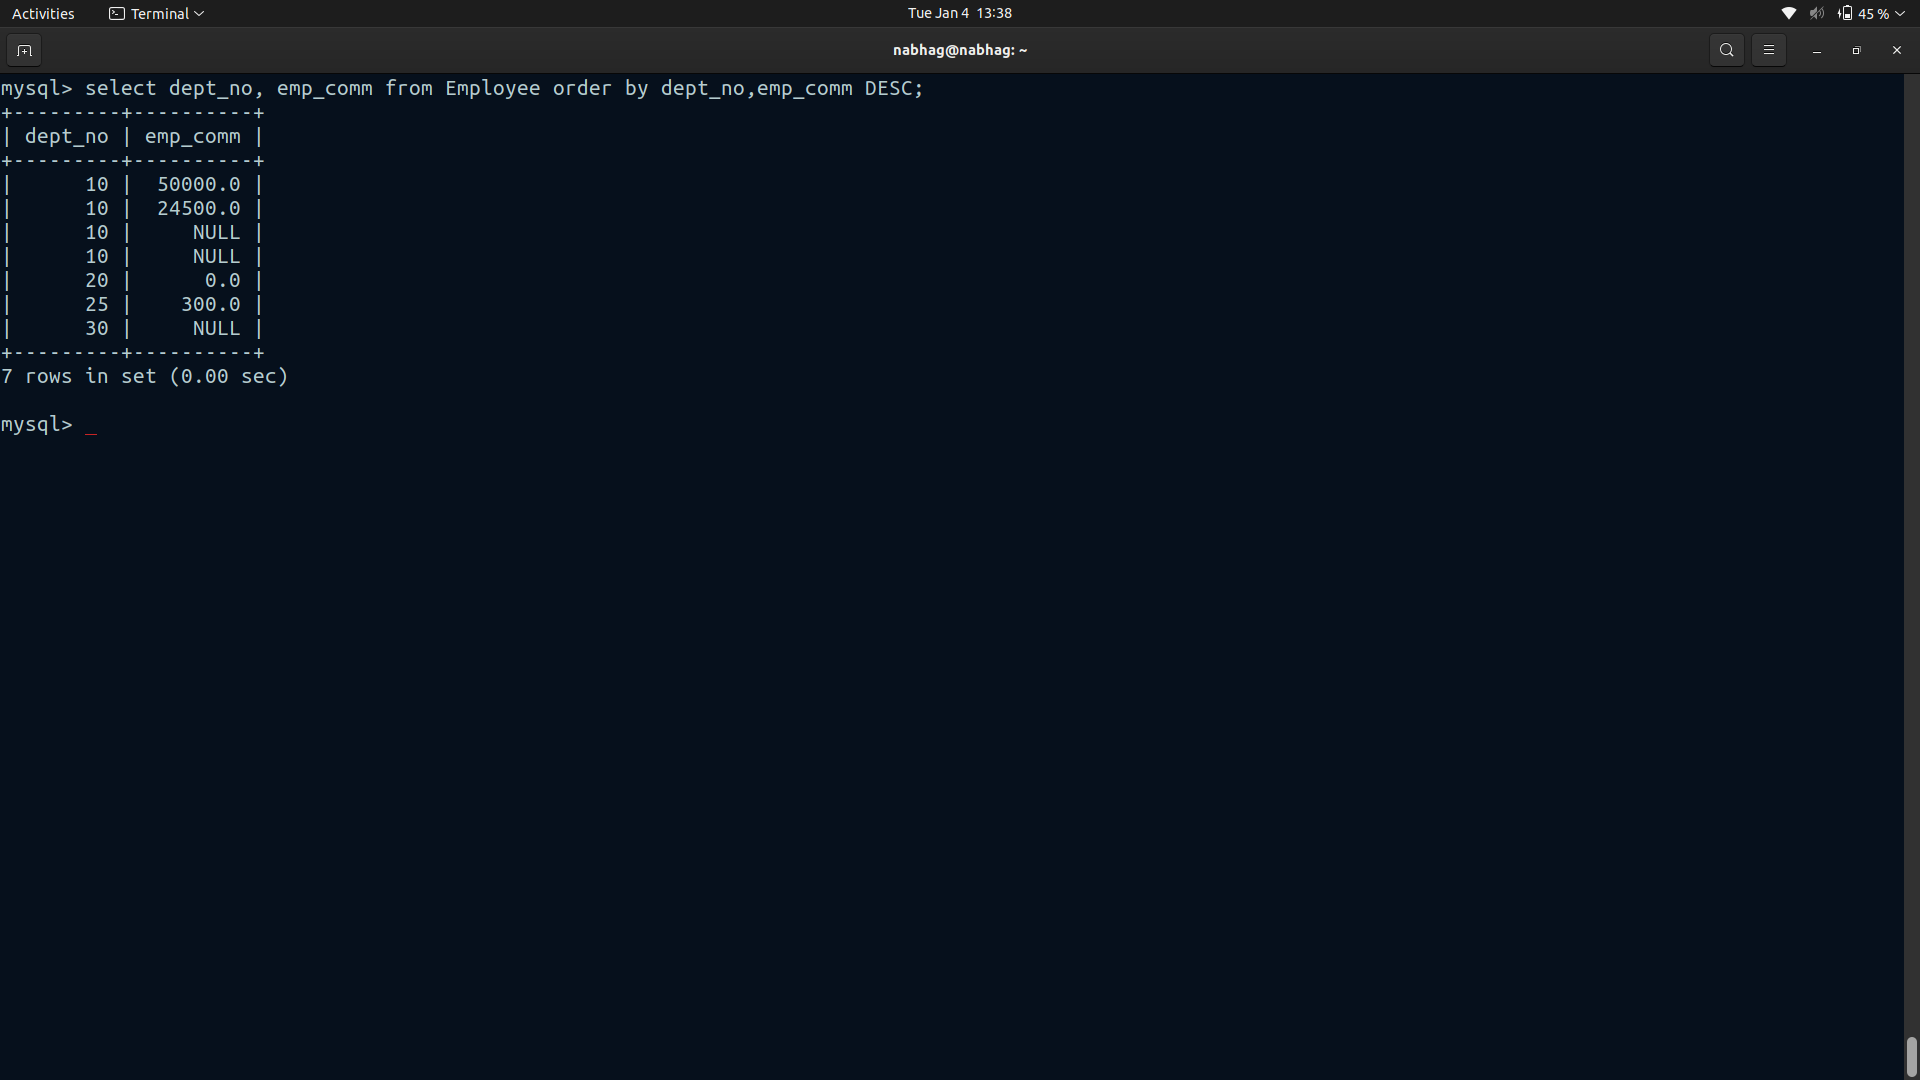 Activities Terminal Tue Jan 4 13:38 45 %
nabhag@nabhag: ~
mysql> select dept_no, emp_comm from Employee order by dept_no,emp_comm DESC;
+---------+----------+
| dept_no | emp_comm |
+---------+----------+
|      10 |  50000.0 |
|      10 |  24500.0 |
|      10 |     NULL |
|      10 |     NULL |
|      20 |      0.0 |
|      25 |    300.0 |
|      30 |     NULL |
+---------+----------+
7 rows in set (0.00 sec)
mysql> _